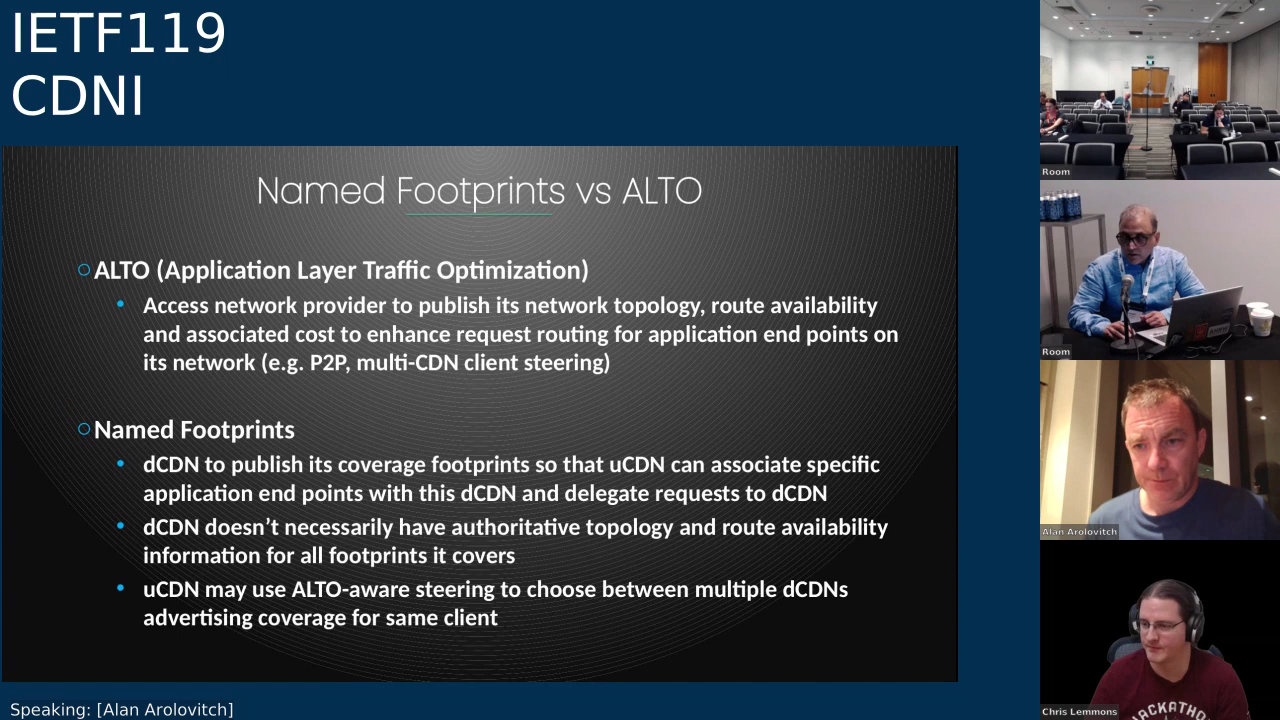 IETF119
CDNI
Named Footprints vs ALTO
ALTO (Application Layer Traffic Optimization)
Access network provider to publish its network topology, route availability
and associated cost to enhance request routing for application end points on
its network (e.g. P2P, multi-CDN client steering)
Named Footprints
dCDN to publish its coverage footprints so that uCDN can associate specific
application end points with this dCDN and delegate requests to dCDN
dCDN doesn’t necessarily have authoritative topology and route availability
information for all footprints it covers
uCDN may use ALTO-aware steering to choose between multiple dCDNs
advertising coverage for same client
Speaking: [Alan Arolovitch]
Room
Room
Alan Arolovitch
Chris Lemmons